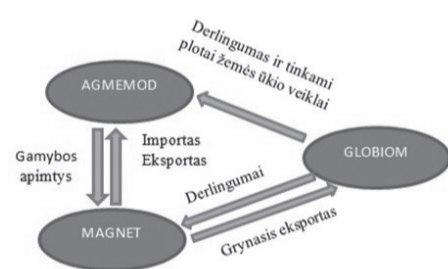 Derlingumas ir tinkami
plotai žemės ūkio veiklai
AGMEMOD
Gamybos
apimtys
Importas
Eksportas
GLOBIOM
Derlingumai
MAGNET
Grynasis eksportas